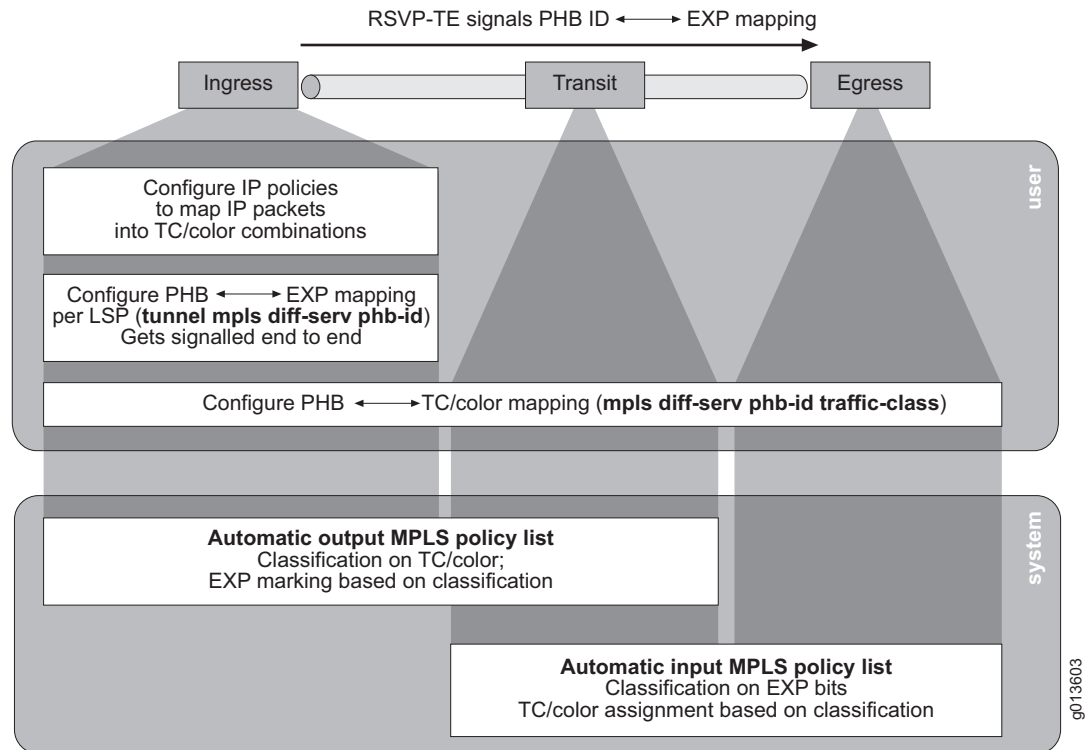 RSVP-TE signals PHB ID ←→ EXP mapping
Ingress
Transit
Egress
user
Configure IP policies
to map IP packets
into TC/color combinations
Configure PHB ←→ EXP mapping
per LSP (tunnel mpls diff-serv phb-id)
Gets signalled end to end
Configure PHB ←→ TC/color mapping (mpls diff-serv phb-id traffic-class)
system
Automatic output MPLS policy list
Classification on TC/color;
EXP marking based on classification
Automatic input MPLS policy list
Classification on EXP bits
TC/color assignment based on classification
g013603